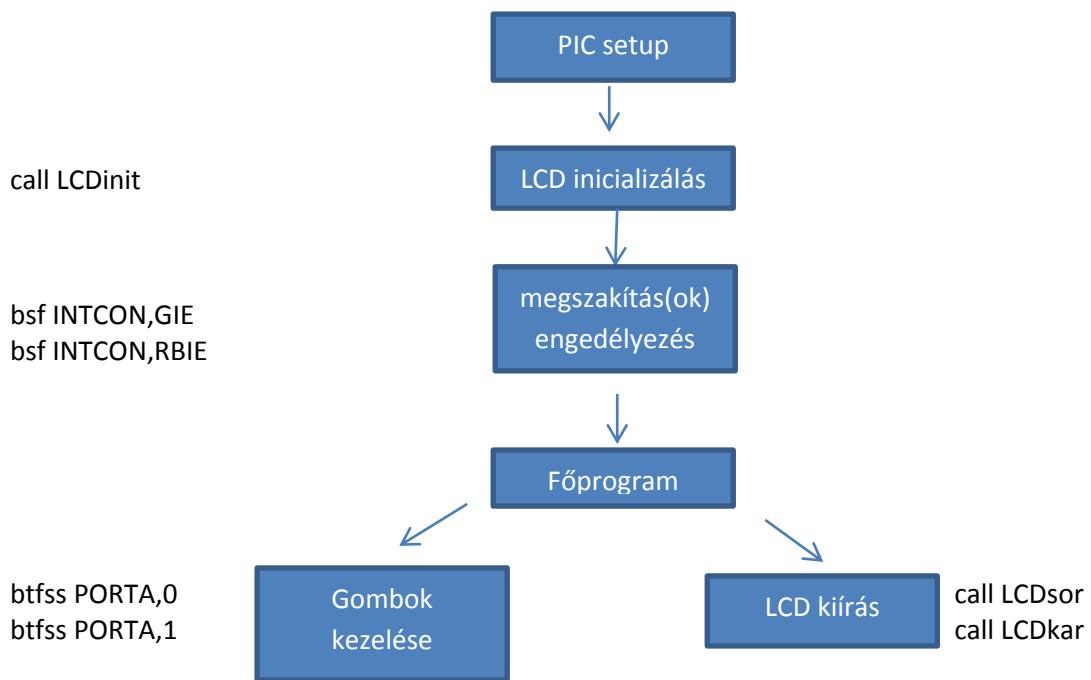 PIC setup
call LCDinit
LCD inicializálás
bsf INTCON,GIE
bsf INTCON,RBIE
megszakítás(ok)
engedélyezés
Főprogram
btfss PORTA,0
btfss PORTA,1
Gombok
kezelése
LCD kiírás
call LCDsor
call LCDkar